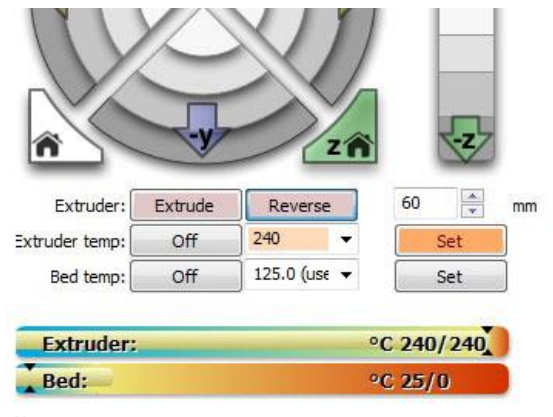 -y
z
-Z
Extruder: Extrude Reverse 60 mm
Extruder temp: Off 240 Set
Bed temp: Off 125.0 (use Set
Extruder: °C 240/240
Bed: °C 25/0